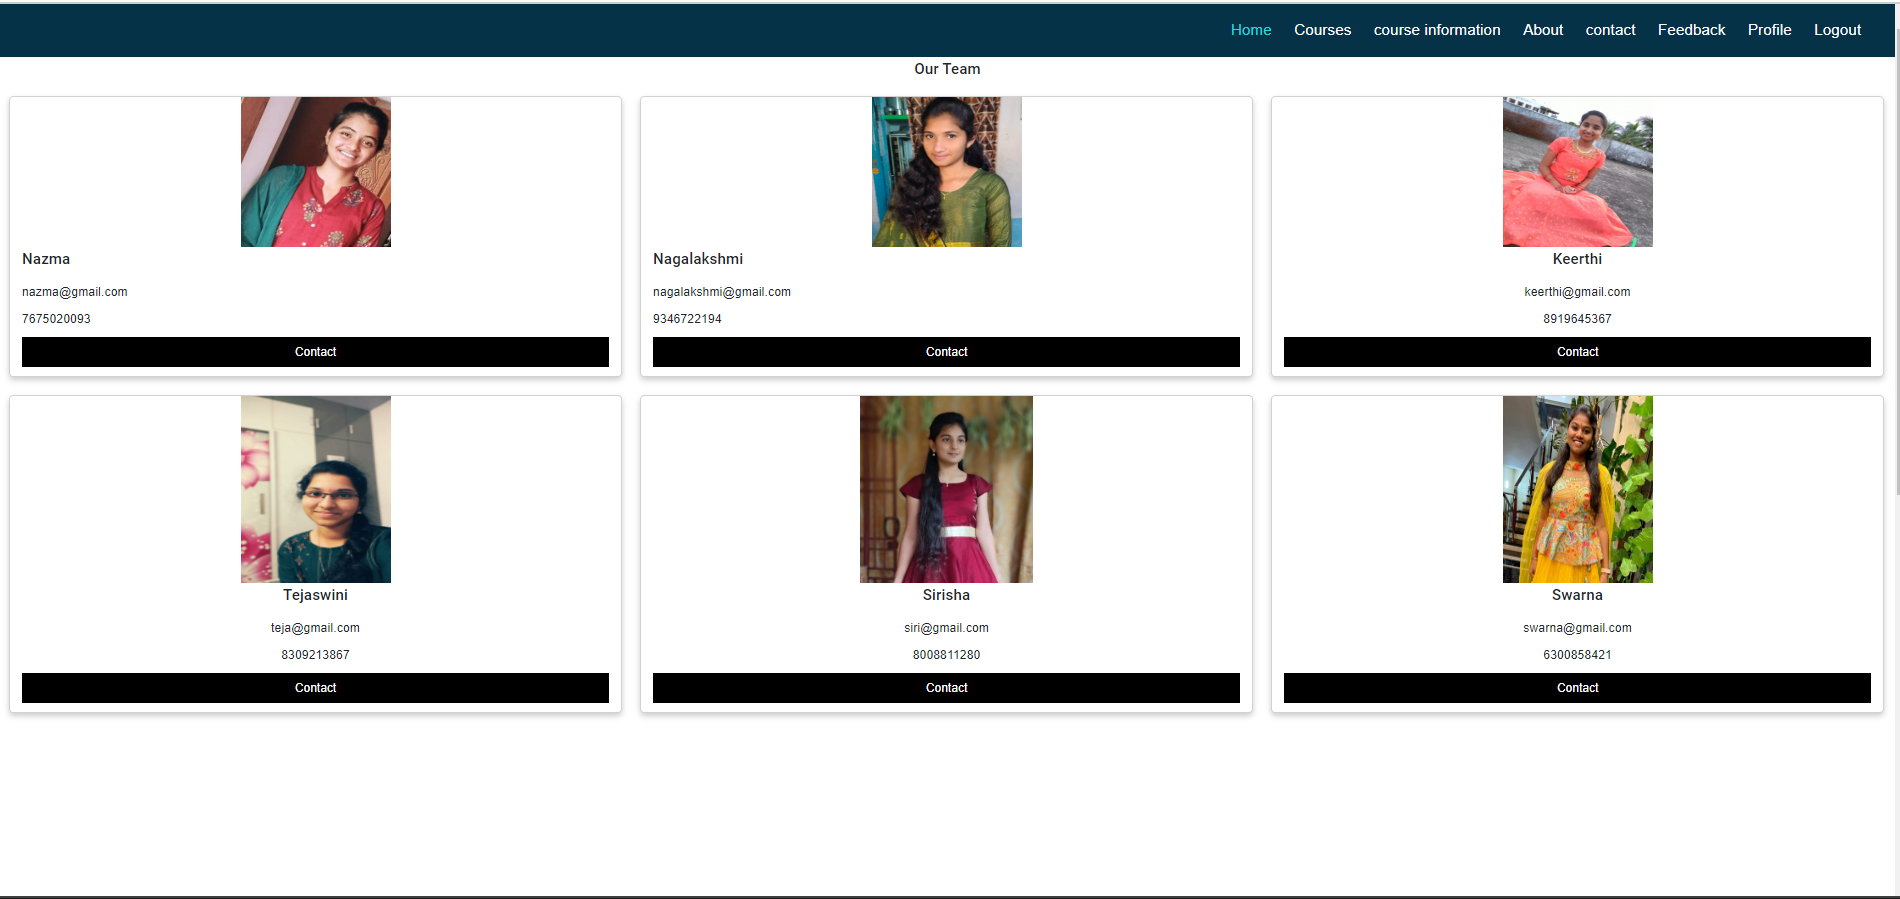 Home Courses course information About contact Feedback Profile Logout
Our Team
Nazma
nazma@gmail.com
7675020093
Contact
Nagalakshmi
nagalakshmi@gmail.com
9346722194
Contact
Keerthi
keerthi@gmail.com
8919645367
Contact
Tejaswini
teja@gmail.com
8309213867
Contact
Sirisha
siri@gmail.com
8008811280
Contact
Swarna
swarna@gmail.com
6300858421
Contact